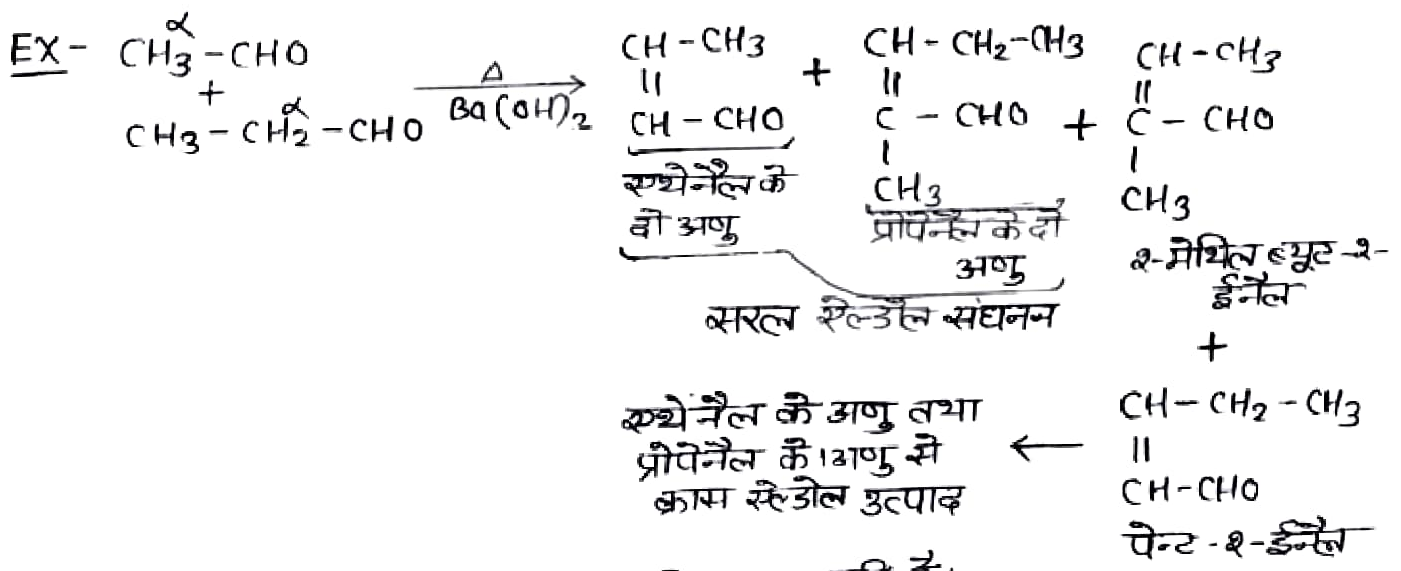 EX- CH3^α-CHO
+
CH3-CH2^α-CHO
Δ
Ba(OH)2
CH-CH3
||
CH-CHO
एथेनैल के
दो अणु
+
CH-CH2-CH3
||
C-CHO
|
CH3
प्रोपेनैल के दो
अणु
सरल ऐल्डोल संघनन
+
CH-CH3
||
C-CHO
|
CH3
2-मेथिल ब्यूट-2-
ईनैल
+
CH-CH2-CH3
||
CH-CHO
पेन्ट-2-ईनैल
←
एथेनैल के अणु तथा
प्रोपेनैल के 1 अणु से
क्रास ऐल्डोल उत्पाद